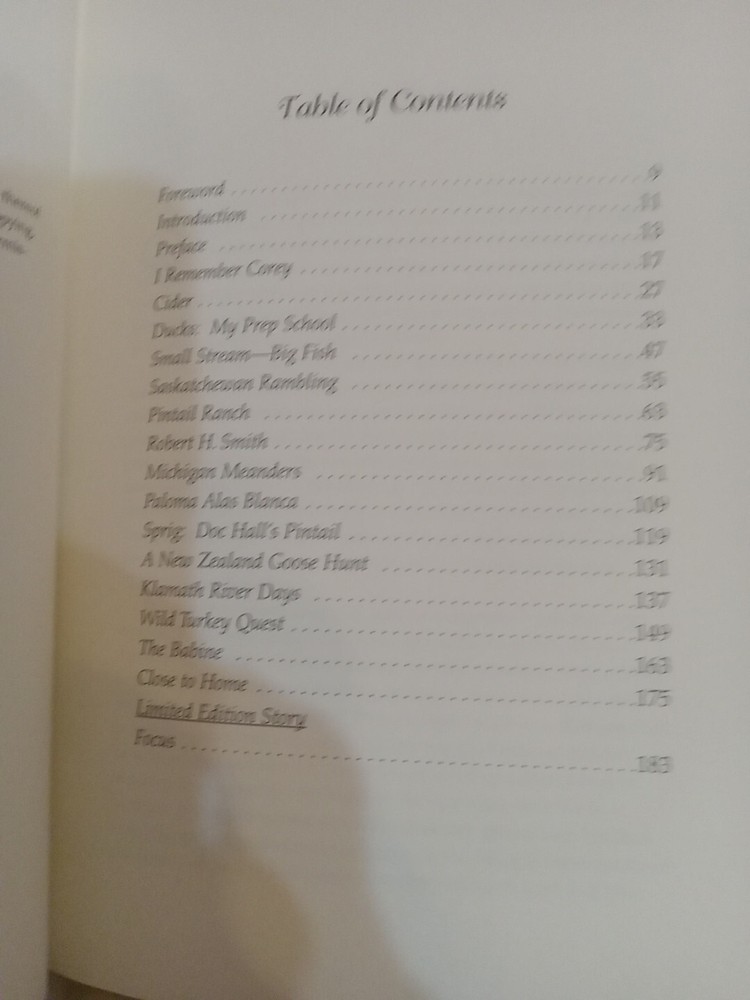 Table of Contents
Foreword ........ 9
Introduction ........ 11
Preface ........ 13
I Remember Corey ........ 17
Cider ........ 27
Ducks: My Prep School ........ 33
Small Stream—Big Fish ........ 47
Saskatchewan Rambling ........ 55
Pintail Ranch ........ 63
Robert H. Smith ........ 75
Michigan Meanders ........ 91
Paloma Alas Blanca ........ 109
Sprig: Doc Hall's Pintail ........ 119
A New Zealand Goose Hunt ........ 131
Klamath River Days ........ 137
Wild Turkey Quest ........ 149
The Babine ........ 163
Close to Home ........ 175
Limited Edition Story
Focus ........ 183